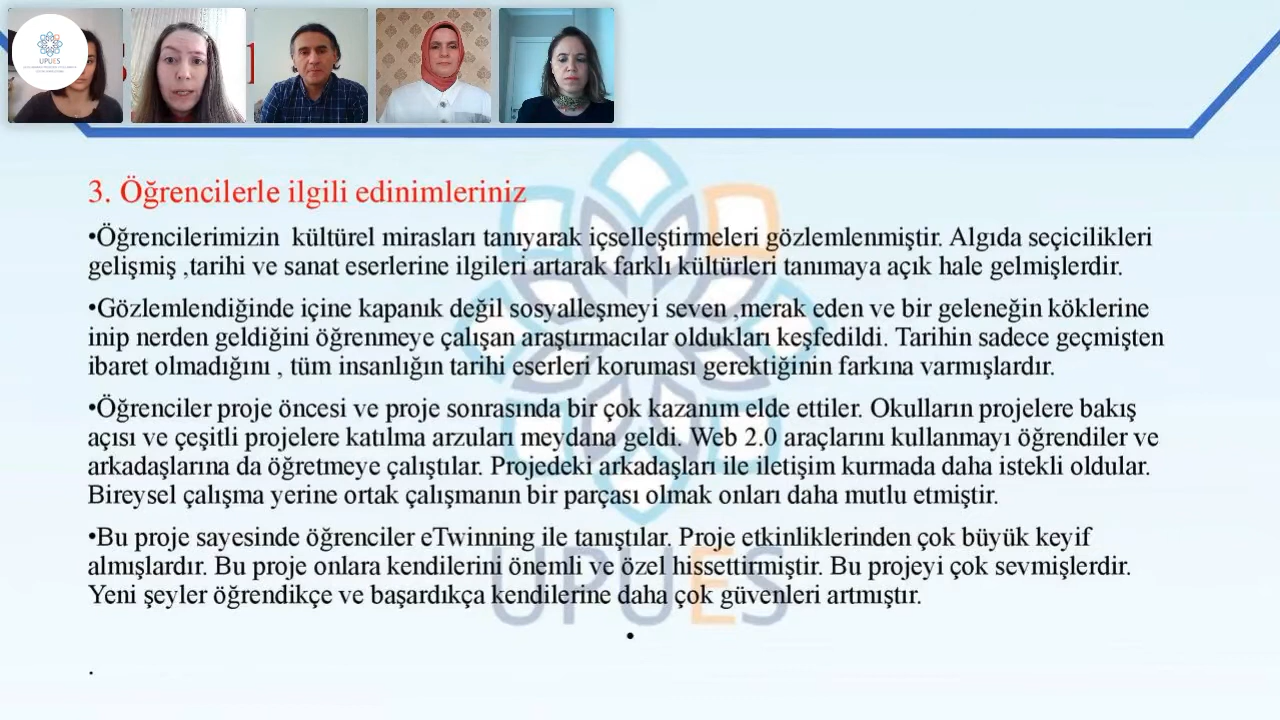 UPUES
3. Öğrencilerle ilgili edinimleriniz
•Öğrencilerimizin kültürel mirasları tanıyarak içselleştirmeleri gözlemlenmiştir. Algıda seçicilikleri
gelişmiş ,tarihi ve sanat eserlerine ilgileri artarak farklı kültürleri tanımaya açık hale gelmişlerdir.
•Gözlemlendiğinde içine kapanık değil sosyalleşmeyi seven ,merak eden ve bir geleneğin köklerine
inip nerden geldiğini öğrenmeye çalışan araştırmacılar oldukları keşfedildi. Tarihin sadece geçmişten
ibaret olmadığını , tüm insanlığın tarihi eserleri koruması gerektiğinin farkına varmışlardır.
•Öğrenciler proje öncesi ve proje sonrasında bir çok kazanım elde ettiler. Okulların projelere bakış
açısı ve çeşitli projelere katılma arzuları meydana geldi. Web 2.0 araçlarını kullanmayı öğrendiler ve
arkadaşlarına da öğretmeye çalıştılar. Projedeki arkadaşları ile iletişim kurmada daha istekli oldular.
Bireysel çalışma yerine ortak çalışmanın bir parçası olmak onları daha mutlu etmiştir.
•Bu proje sayesinde öğrenciler eTwinning ile tanıştılar. Proje etkinliklerinden çok büyük keyif
almışlardır. Bu proje onlara kendilerini önemli ve özel hissettirmiştir. Bu projeyi çok sevmişlerdir.
Yeni şeyler öğrendikçe ve başardıkça kendilerine daha çok güvenleri artmıştır.
UPUES
•
.